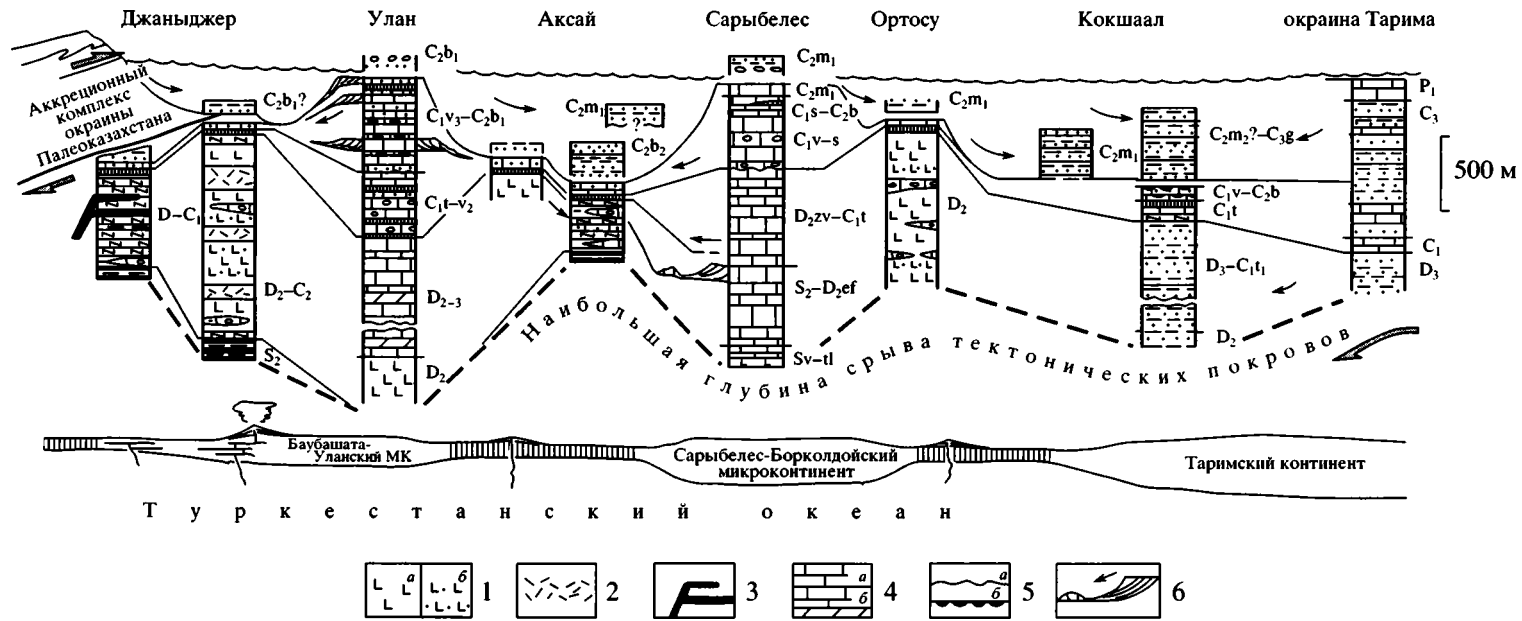 Джаныджер
Улан
Аксай
Сарыбелес
Ортосу
Кокшаал
окраина Тарима
Аккреционный
комплекс
окраины
Палеоказахстана
C₂b₁?
D–C₁
D₂–C₂
S₂
C₂b₁
C₁v₃–C₂b₁
C₁t–v₂
D₂₋₃
D₂
C₂m₁
?
C₂b₂
C₂m₁
C₂m₁
C₁s–C₂b
C₁v–s
D₂zv–C₁t
S₂–D₂ef
Sv–tl
C₂m₁
D₂
C₂m₁
C₂m₂?–C₃g
C₁v–C₂b
C₁t
D₃–C₁t₁
D₂
P₁
C₃
C₁
D₃
500 м
Наибольшая глубина срыва тектонических покровов
Баубашата-
Уланский МК
Сарыбелес-Борколдойский
микроконтинент
Таримский континент
Туркестанский океан
а б 1
2
3
а б 4
а б 5
6